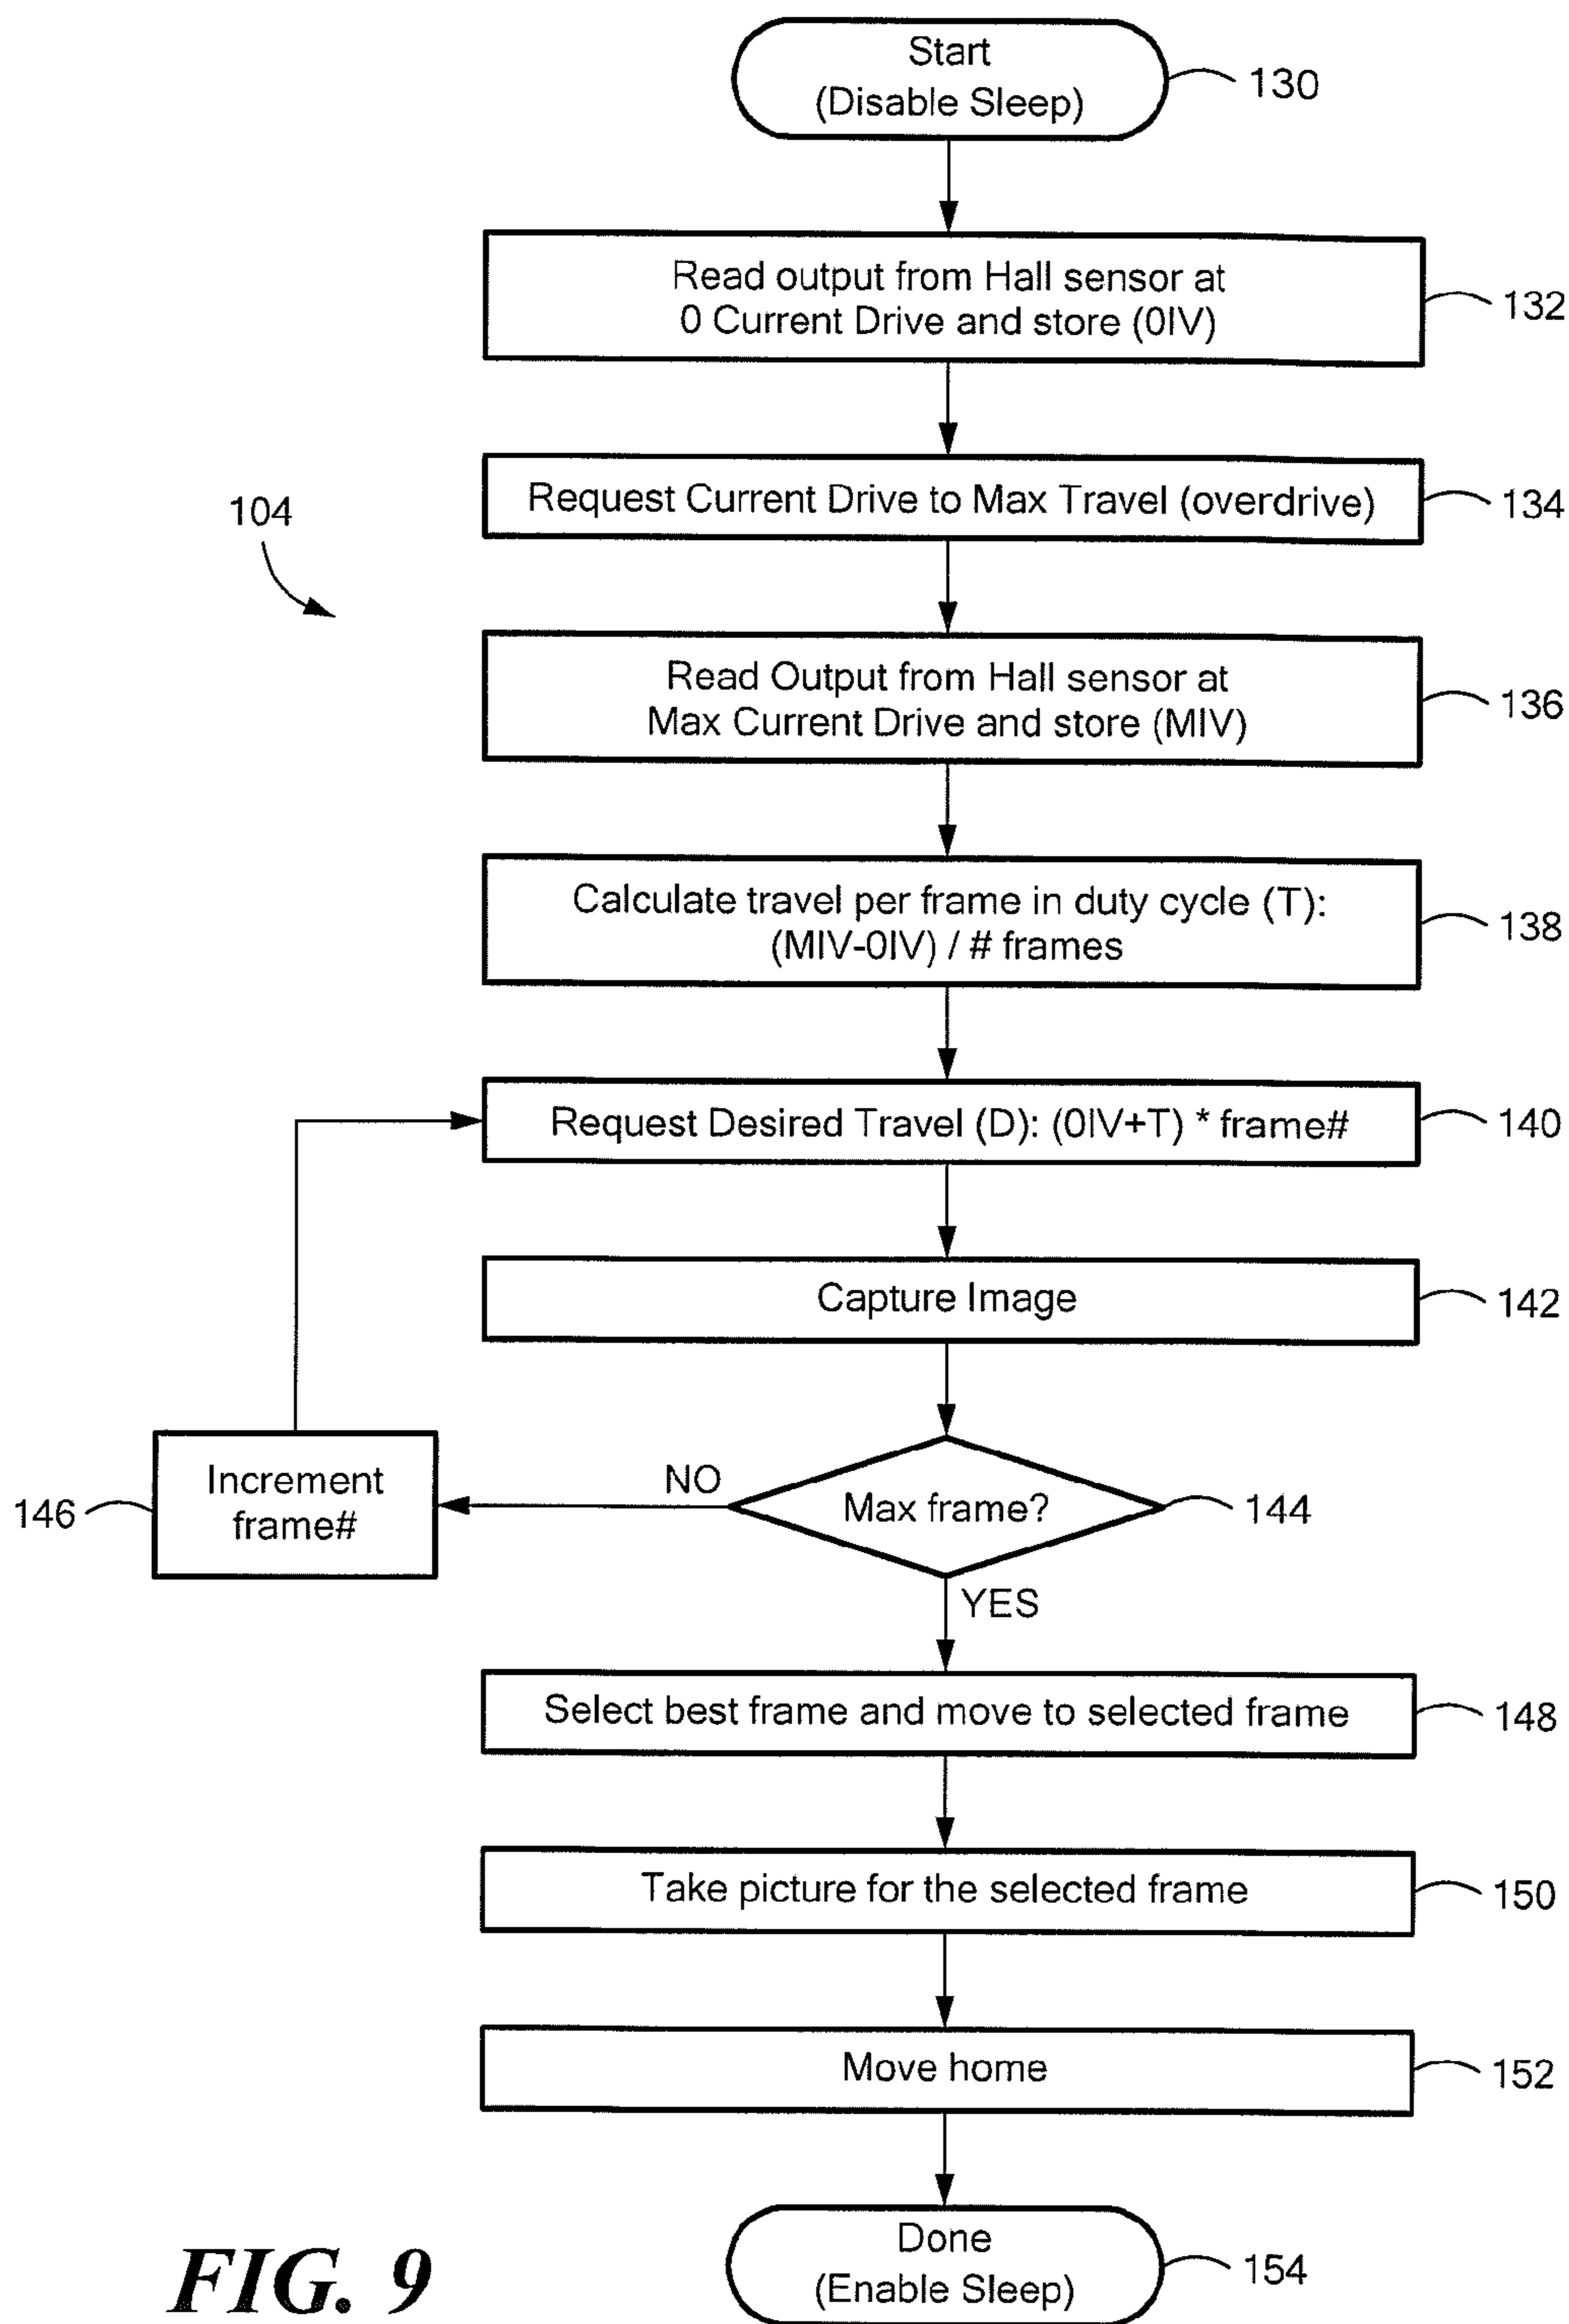 Start
(Disable Sleep)
130
Read output from Hall sensor at
0 Current Drive and store (0IV)
132
Request Current Drive to Max Travel (overdrive)
134
104
Read Output from Hall sensor at
Max Current Drive and store (MIV)
136
Calculate travel per frame in duty cycle (T):
(MIV-0IV) / # frames
138
Request Desired Travel (D): (0IV+T) * frame#
140
Capture Image
142
Increment
frame#
146
NO
Max frame?
144
YES
Select best frame and move to selected frame
148
Take picture for the selected frame
150
Move home
152
Done
(Enable Sleep)
154
FIG. 9